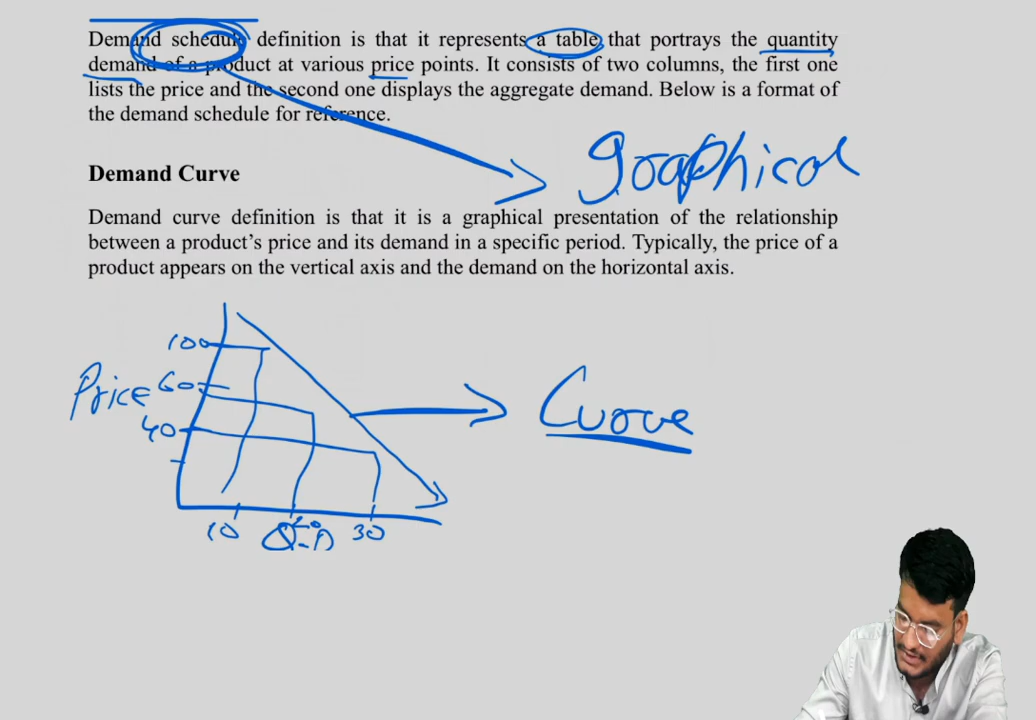 Demand schedule definition is that it represents a table that portrays the quantity
demand of a product at various price points. It consists of two columns, the first one
lists the price and the second one displays the aggregate demand. Below is a format of
the demand schedule for reference.
graphical
Demand Curve
Demand curve definition is that it is a graphical presentation of the relationship
between a product's price and its demand in a specific period. Typically, the price of a
product appears on the vertical axis and the demand on the horizontal axis.
100
Price 60
40
Curve
10 20 30
Q-D